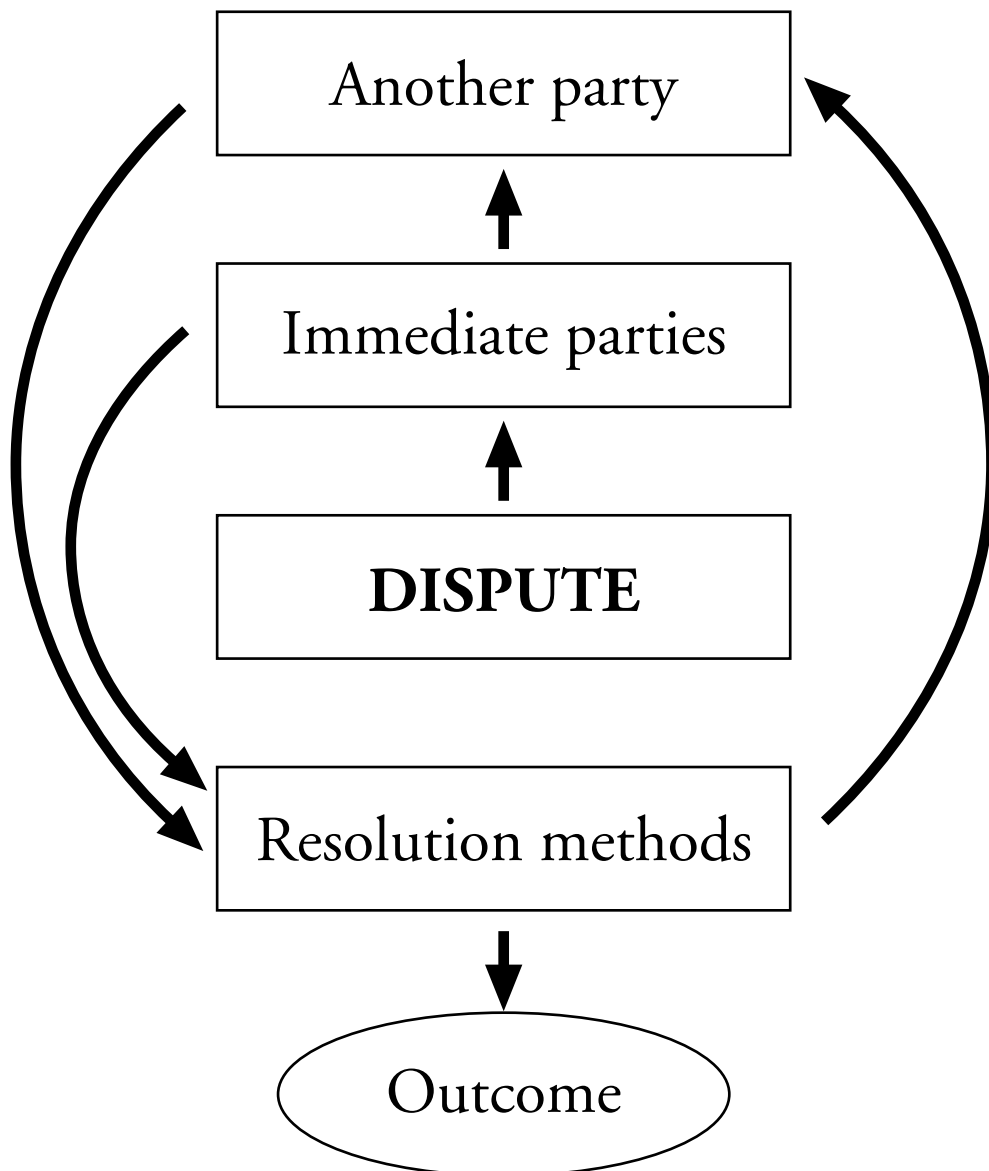 Another party
Immediate parties
DISPUTE
Resolution methods
Outcome